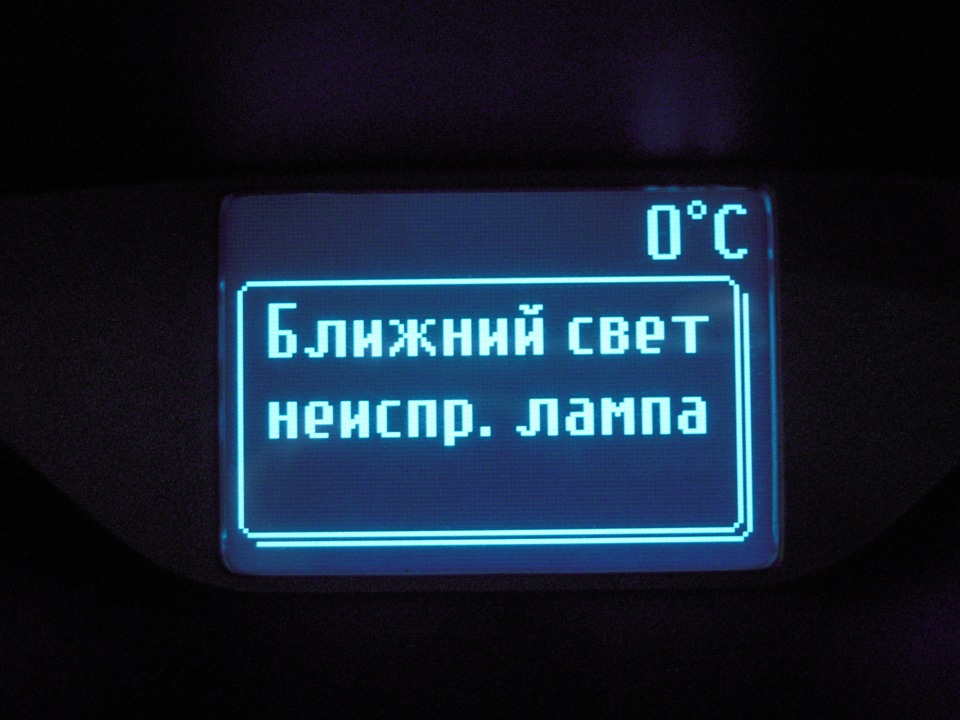 0°C
Ближний свет
неиспр. лампа